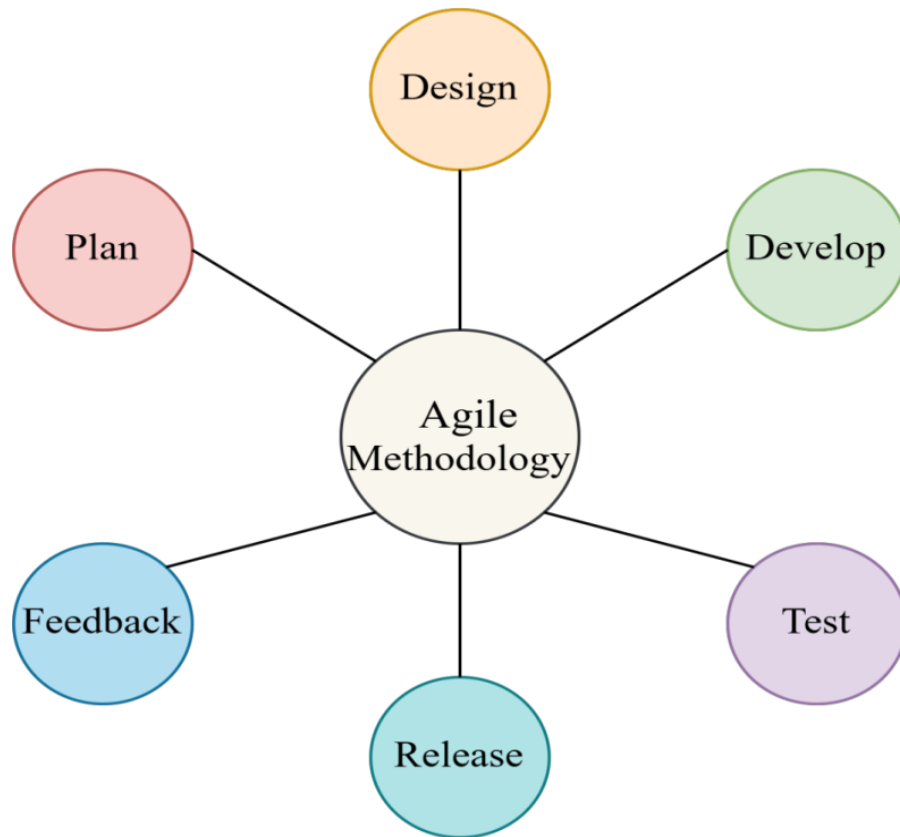 Design
Plan
Develop
Agile
Methodology
Feedback
Test
Release